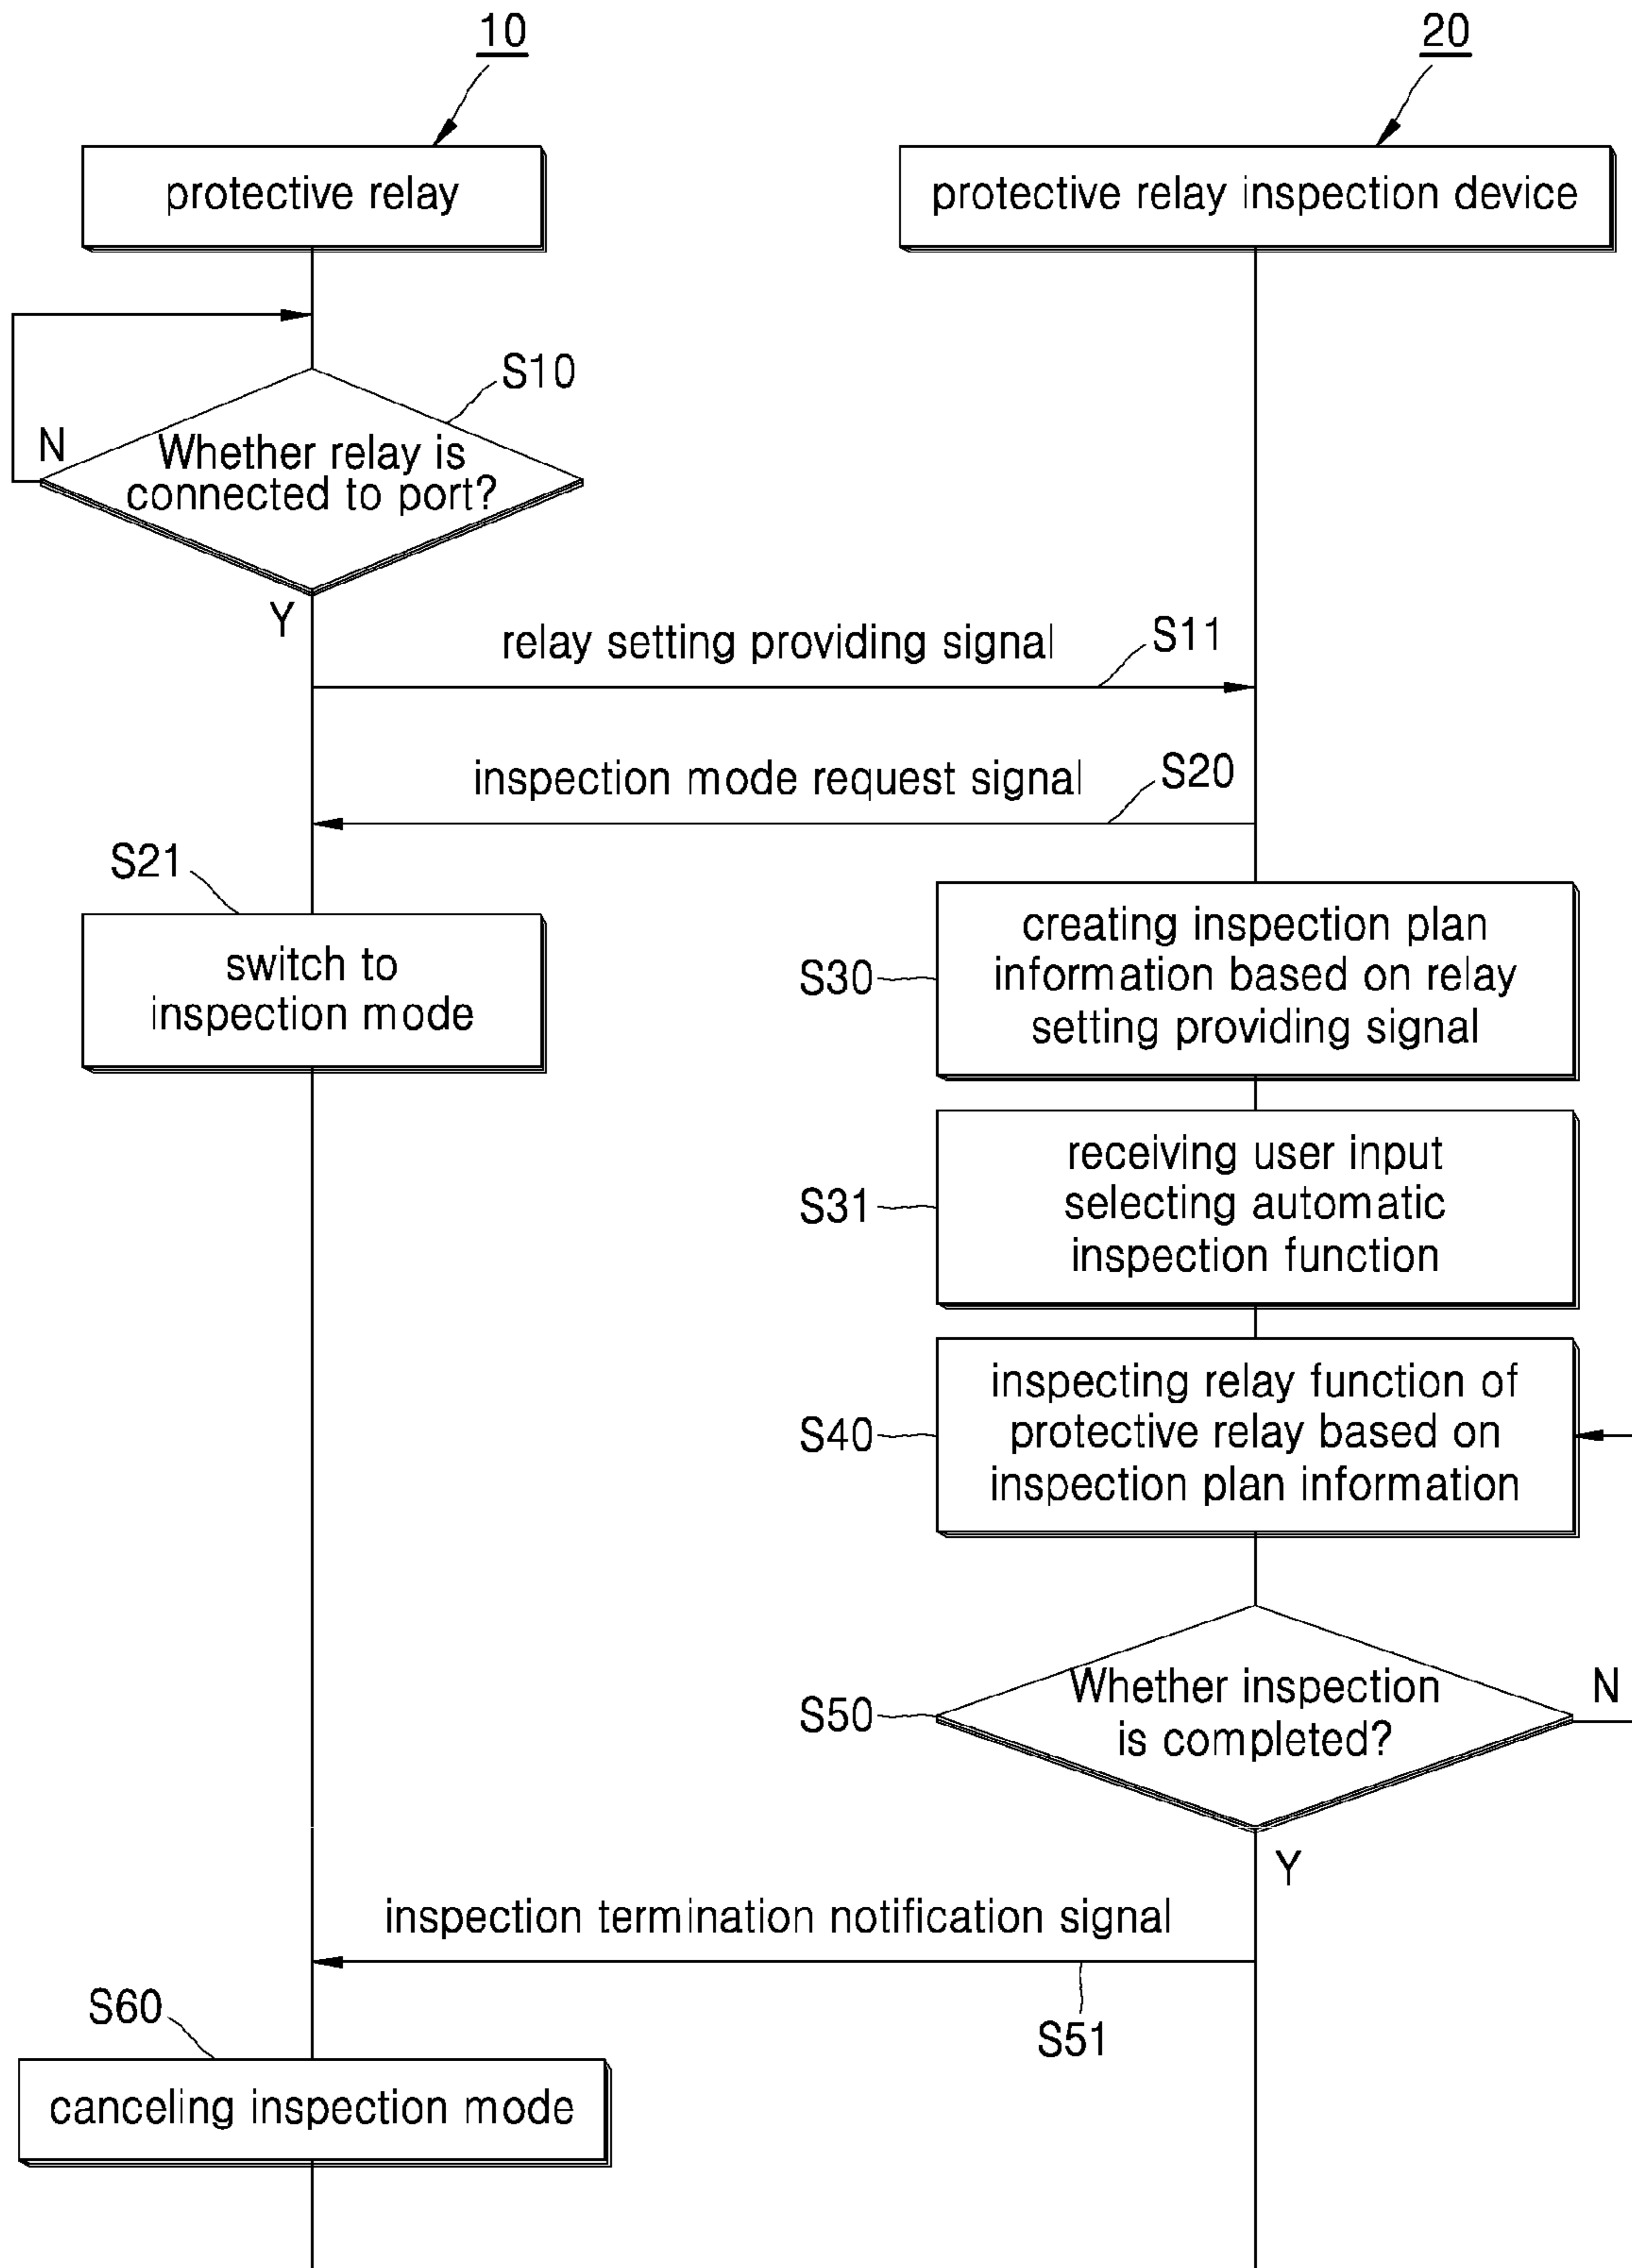 10
20
protective relay
protective relay inspection device
S10
N
Whether relay is
connected to port?
Y
relay setting providing signal
S11
inspection mode request signal
S20
S21
switch to
inspection mode
S30
creating inspection plan
information based on relay
setting providing signal
S31
receiving user input
selecting automatic
inspection function
S40
inspecting relay function of
protective relay based on
inspection plan information
S50
Whether inspection
is completed?
N
Y
inspection termination notification signal
S51
S60
canceling inspection mode